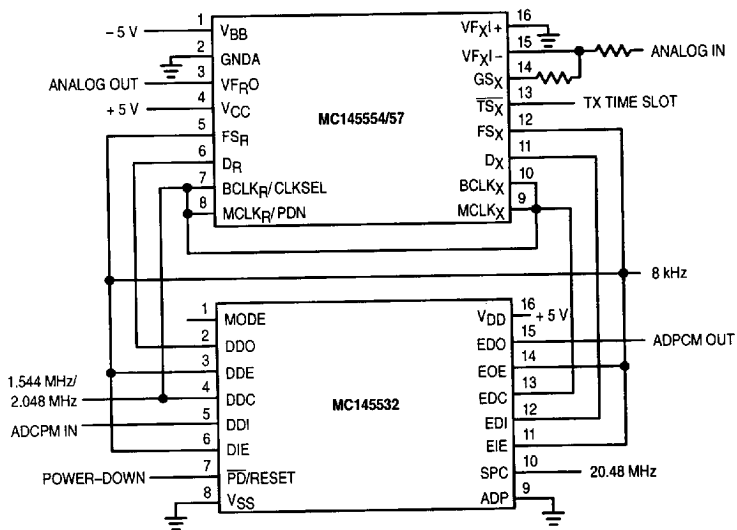 – 5 V
1
VBB
2
GNDA
ANALOG OUT
3
VFRO
+ 5 V
4
VCC
5
FSR
6
DR
7
BCLKR/ CLKSEL
8
MCLKR/ PDN
MC145554/57
16
VFXI+
15
VFXI–
ANALOG IN
14
GSX
13
TSX
TX TIME SLOT
12
FSX
11
DX
10
BCLKX
9
MCLKX
8 kHz
1
MODE
2
DDO
3
DDE
1.544 MHz/
2.048 MHz
4
DDC
ADCPM IN
5
DDI
6
DIE
POWER–DOWN
7
PD/RESET
8
VSS
MC145532
16
VDD
+ 5 V
15
EDO
ADPCM OUT
14
EOE
13
EDC
12
EDI
11
EIE
10
SPC
20.48 MHz
9
ADP